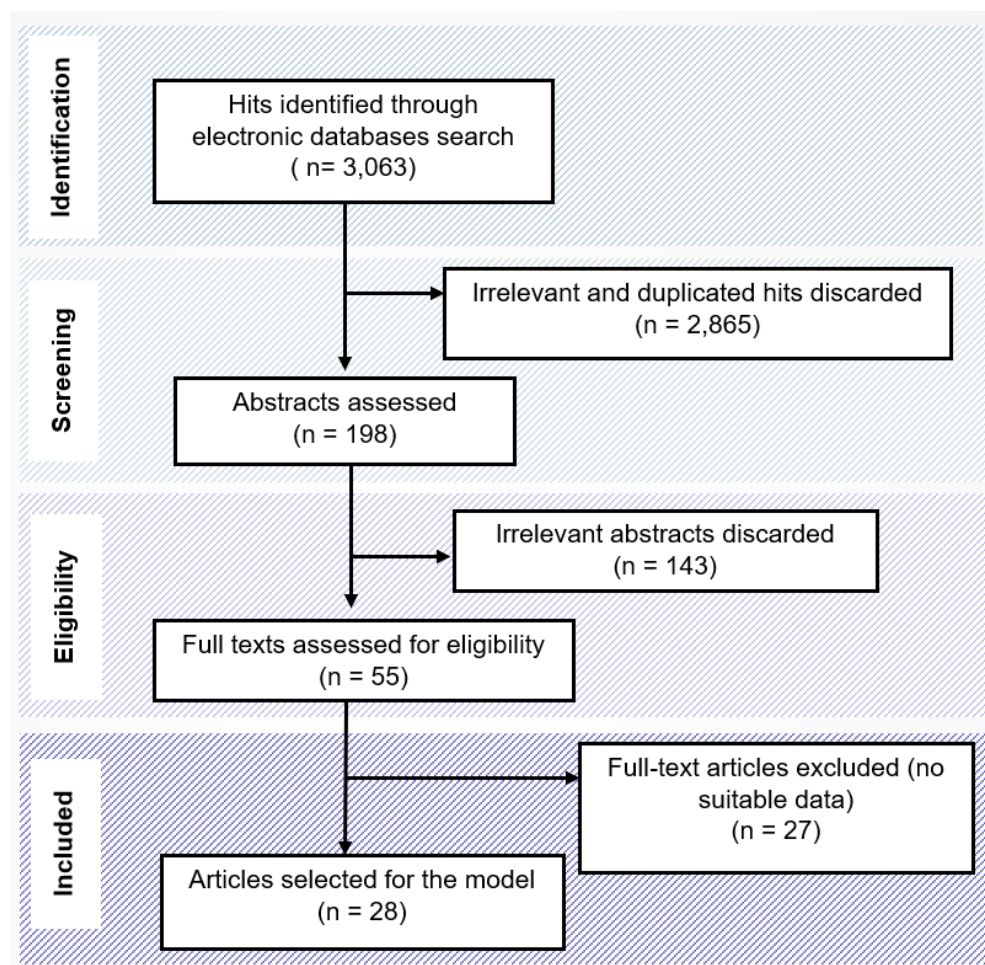 Identification
Hits identified through
electronic databases search
( n= 3,063)
Screening
Irrelevant and duplicated hits discarded
(n = 2,865)
Abstracts assessed
(n = 198)
Eligibility
Irrelevant abstracts discarded
(n = 143)
Full texts assessed for eligibility
(n = 55)
Included
Full-text articles excluded (no
suitable data)
(n = 27)
Articles selected for the model
(n = 28)